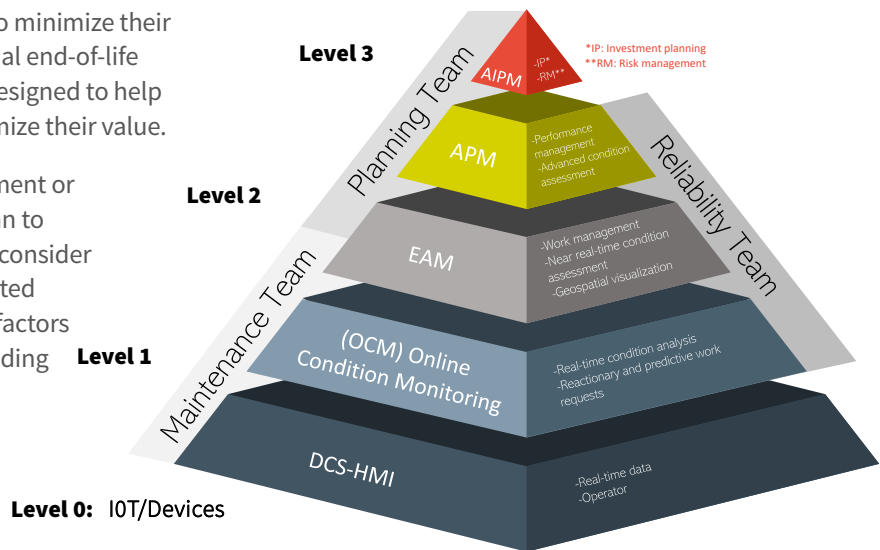 o minimize their
al end-of-life
esigned to help
mize their value.
ment or
an to
consider
ted
factors
ding
Level 3
Level 2
Level 1
Level 0: I0T/Devices
Planning Team
Maintenance Team
Reliability Team
*IP: Investment planning
**RM: Risk management
AIPM
-IP*
-RM**
APM
-Performance
management
-Advanced condition
assessment
EAM
-Work management
-Near real-time condition
assessment
-Geospatial visualization
(OCM) Online
Condition Monitoring
-Real-time condition analysis
-Reactionary and predictive work
requests
DCS-HMI
-Real-time data
-Operator